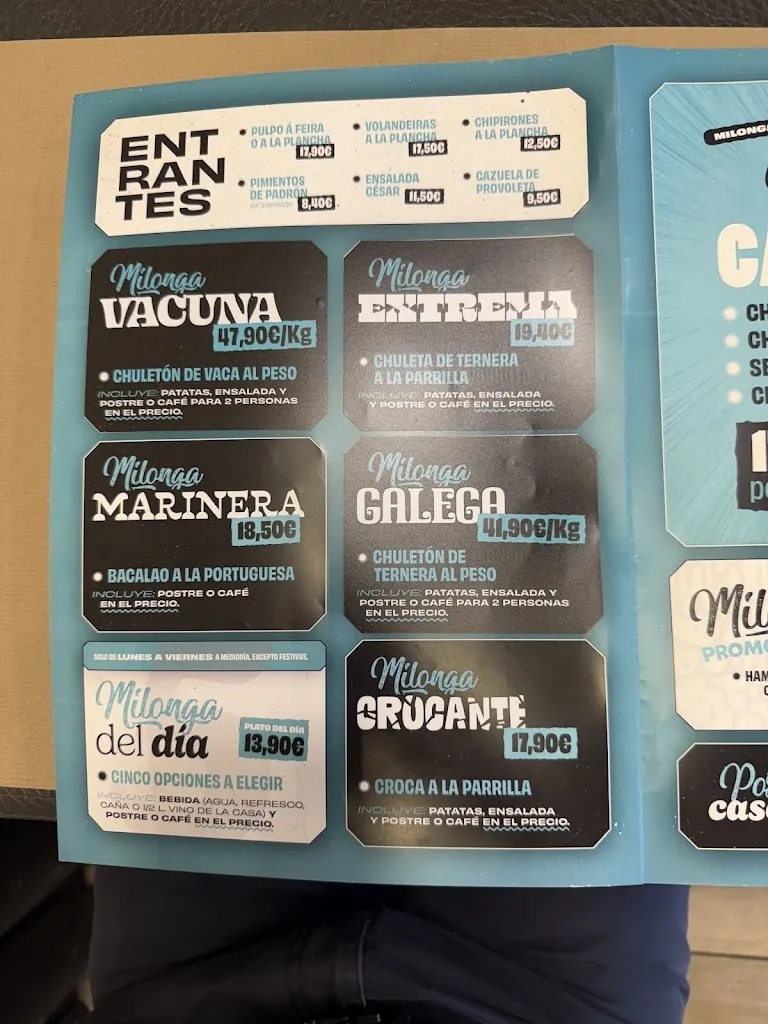 ENT
RAN
TES
PULPO Á FEIRA
O A LA PLANCHA
17,90€
VOLANDEIRAS
A LA PLANCHA
17,50€
CHIPIRONES
A LA PLANCHA
12,50€
PIMIENTOS
DE PADRÓN
(EN TEMPORADA)
8,40€
ENSALADA
CÉSAR
11,50€
CAZUELA DE
PROVOLETA
9,50€
Milonga
VACUNA
47,90€/Kg
CHULETÓN DE VACA AL PESO
INCLUYE: PATATAS, ENSALADA Y
POSTRE O CAFÉ PARA 2 PERSONAS
EN EL PRECIO.
Milonga
EXTREMA
19,40€
CHULETA DE TERNERA
A LA PARRILLA
INCLUYE: PATATAS, ENSALADA
Y POSTRE O CAFÉ EN EL PRECIO.
Milonga
MARINERA
18,50€
BACALAO A LA PORTUGUESA
INCLUYE: POSTRE O CAFÉ
EN EL PRECIO.
Milonga
GALEGA
41,90€/Kg
CHULETÓN DE
TERNERA AL PESO
INCLUYE: PATATAS, ENSALADA Y
POSTRE O CAFÉ PARA 2 PERSONAS
EN EL PRECIO.
SOLO DE LUNES A VIERNES A MEDIODÍA. EXCEPTO FESTIVOS.
Milonga
del día
PLATO DEL DÍA
13,90€
CINCO OPCIONES A ELEGIR
INCLUYE: BEBIDA (AGUA, REFRESCO,
CAÑA O 1/2 L VINO DE LA CASA) Y
POSTRE O CAFÉ EN EL PRECIO.
Milonga
CROCANTE
17,90€
CROCA A LA PARRILLA
INCLUYE: PATATAS, ENSALADA
Y POSTRE O CAFÉ EN EL PRECIO.